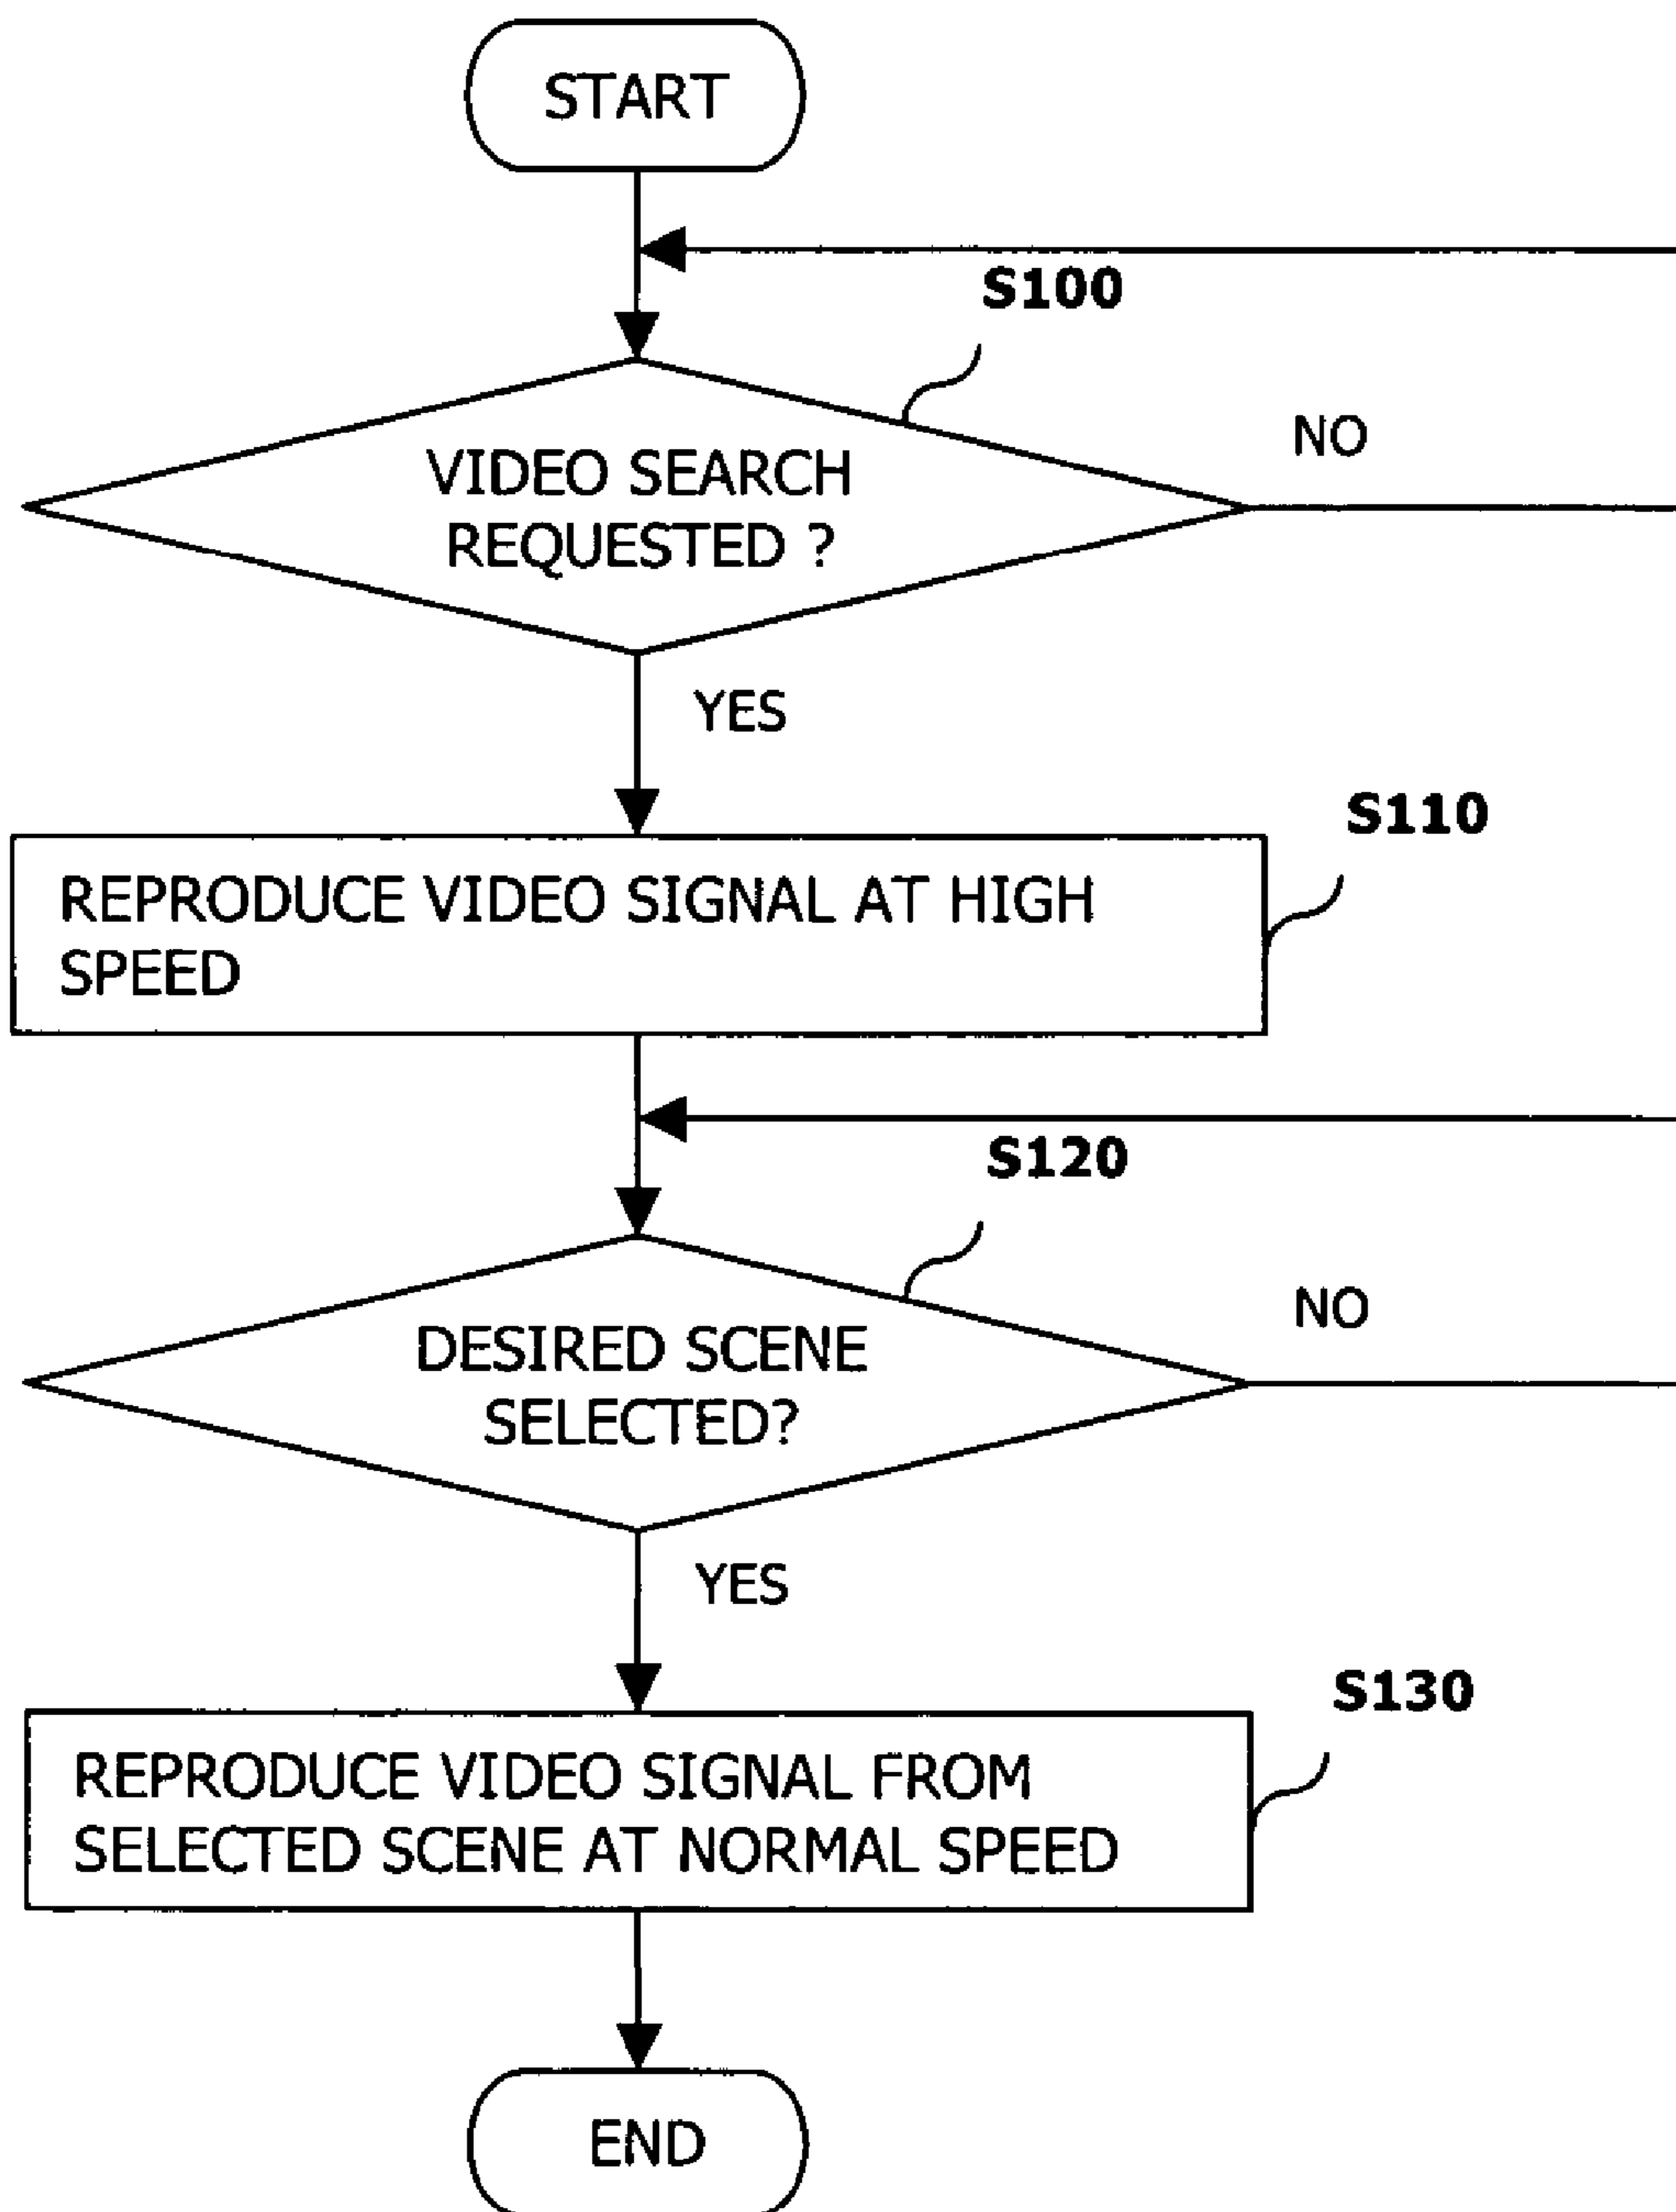 START
S100
VIDEO SEARCH
REQUESTED ?
NO
YES
S110
REPRODUCE VIDEO SIGNAL AT HIGH
SPEED
S120
DESIRED SCENE
SELECTED?
NO
YES
S130
REPRODUCE VIDEO SIGNAL FROM
SELECTED SCENE AT NORMAL SPEED
END